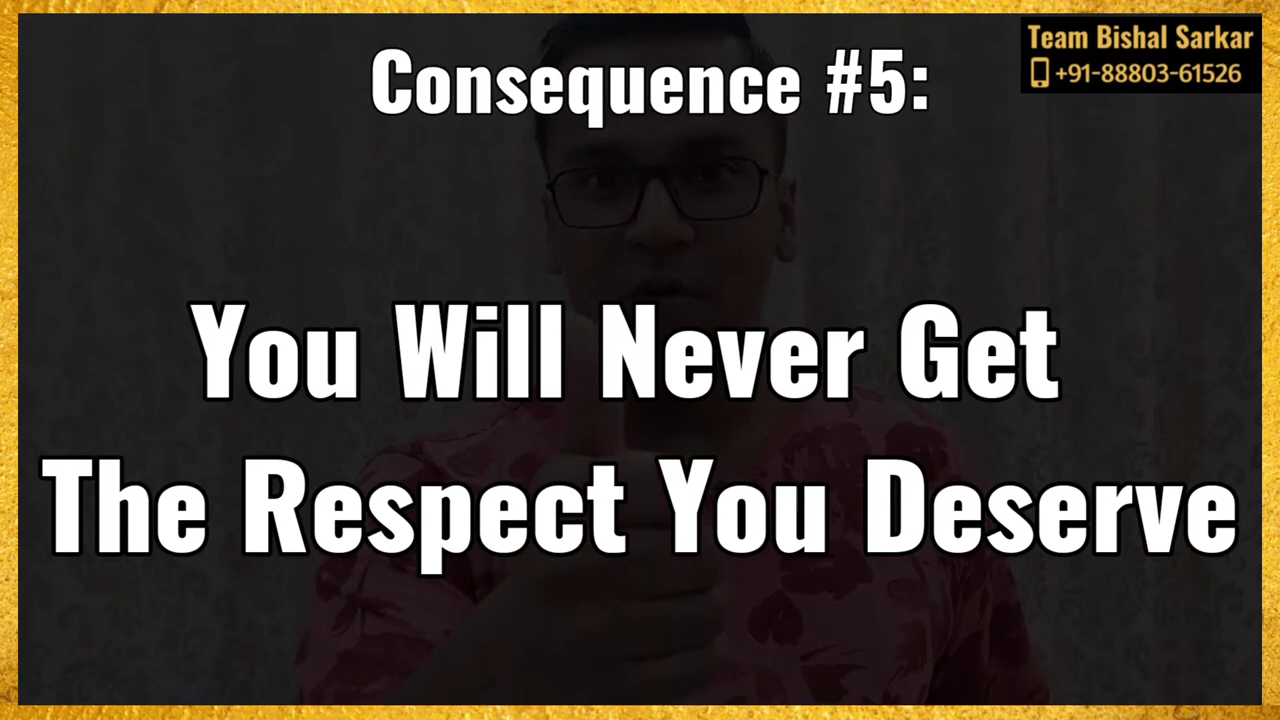 Team Bishal Sarkar
+91-88803-61526
Consequence #5:
You Will Never Get
The Respect You Deserve